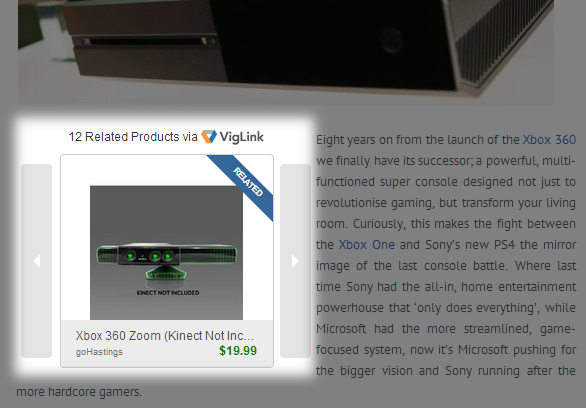 12 Related Products via VigLink
RELATED
KINECT NOT INCLUDED
Xbox 360 Zoom (Kinect Not Inc...
goHastings $19.99
Eight years on from the launch of the Xbox 360
we finally have its successor; a powerful, multi-
functioned super console designed not just to
revolutionise gaming, but transform your living
room. Curiously, this makes the fight between
the Xbox One and Sony's new PS4 the mirror
image of the last console battle. Where last
time Sony had the all-in, home entertainment
powerhouse that ‘only does everything’, while
Microsoft had the more streamlined, game-
focused system, now it's Microsoft pushing for
the bigger vision and Sony running after the
more hardcore gamers.